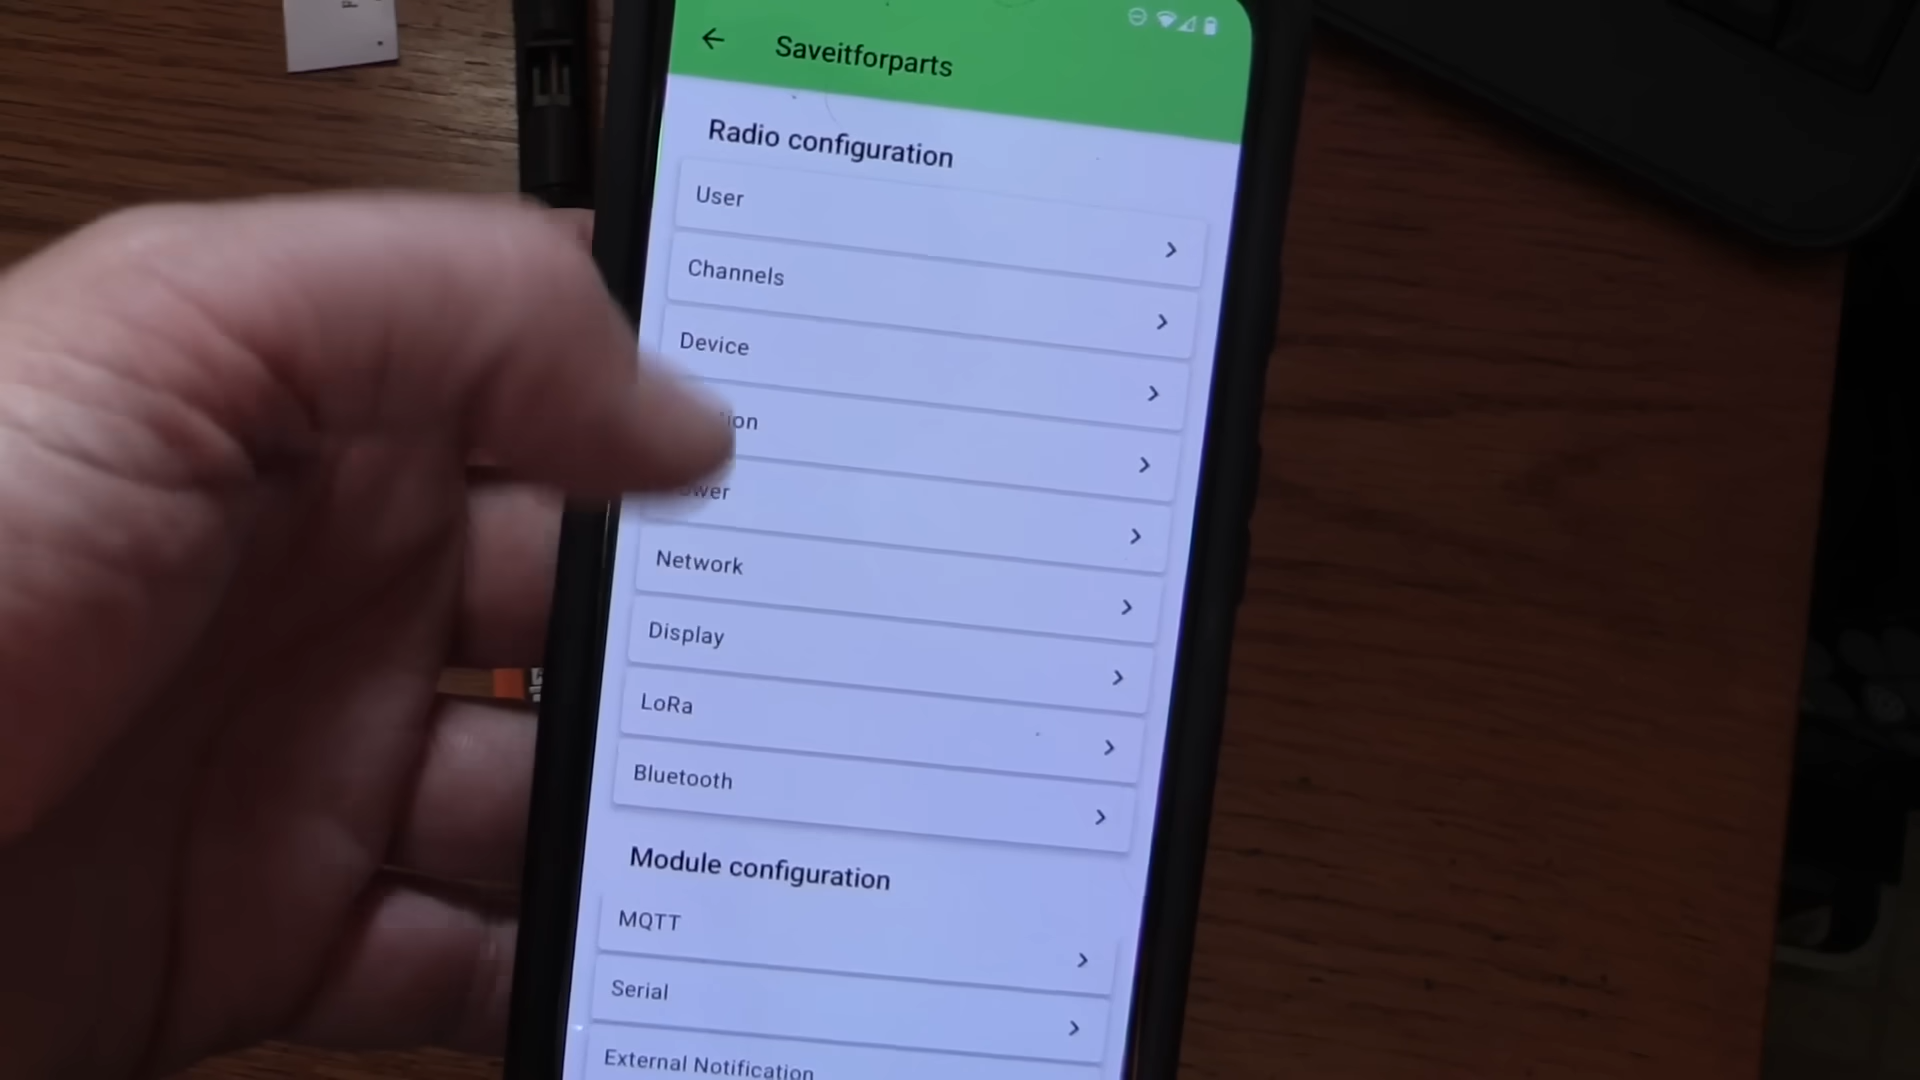 Saveitforparts
Radio configuration
User
Channels
Device
Network
Display
LoRa
Bluetooth
Module configuration
MQTT
Serial
External Notification